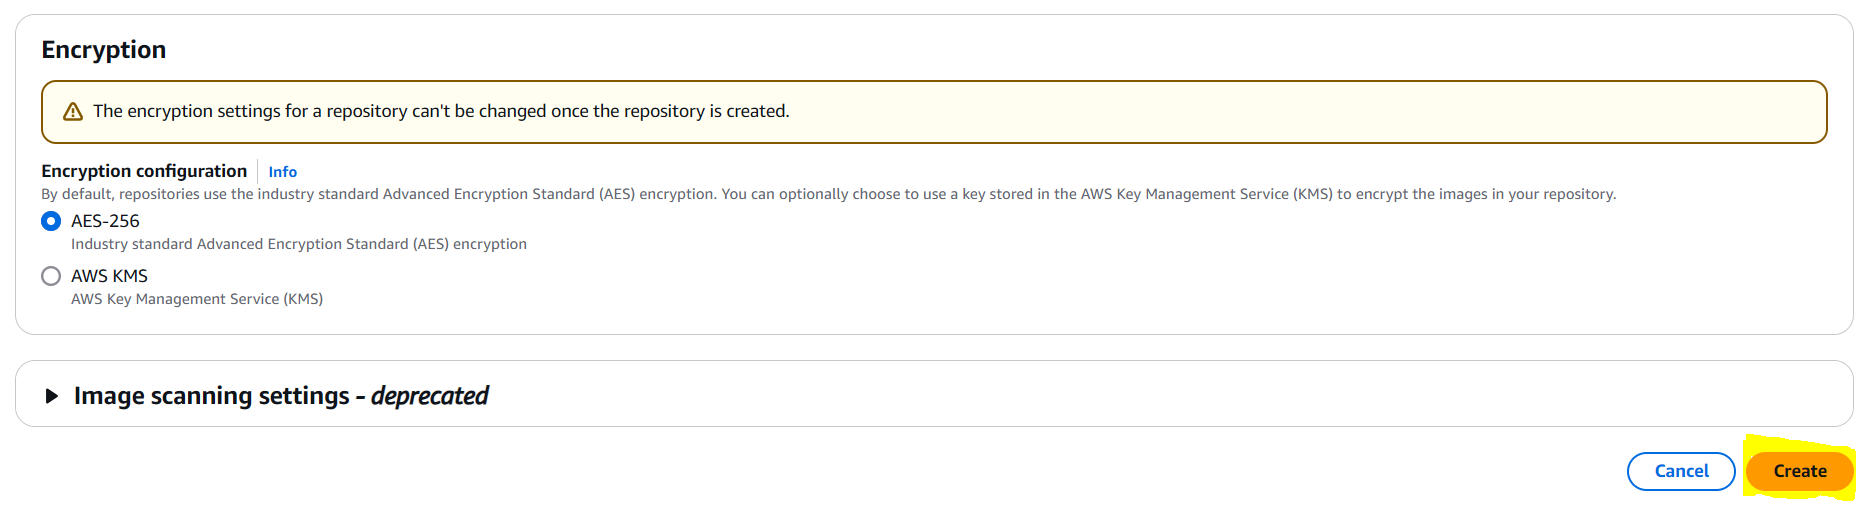 Encryption
The encryption settings for a repository can't be changed once the repository is created.
Encryption configuration Info
By default, repositories use the industry standard Advanced Encryption Standard (AES) encryption. You can optionally choose to use a key stored in the AWS Key Management Service (KMS) to encrypt the images in your repository.
AES-256
Industry standard Advanced Encryption Standard (AES) encryption
AWS KMS
AWS Key Management Service (KMS)
Image scanning settings - deprecated
Cancel Create